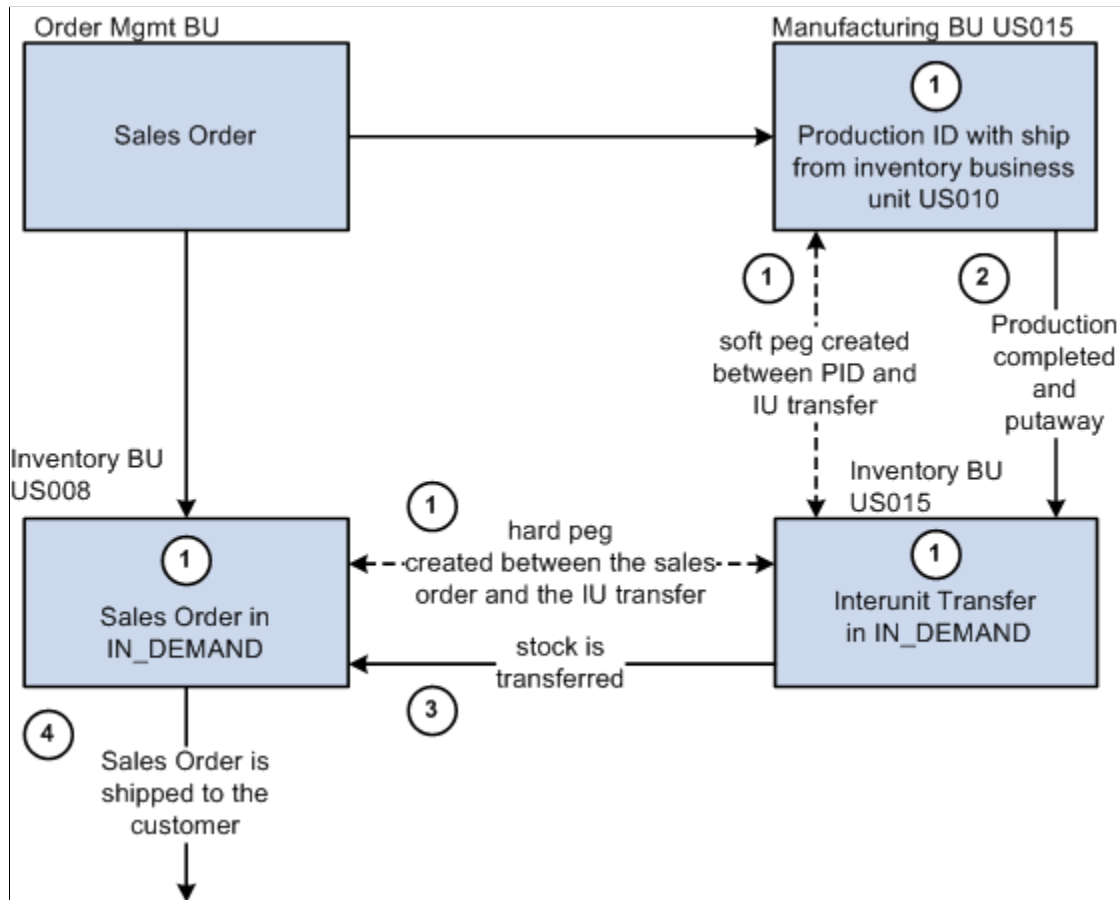 Order Mgmt BU
Sales Order
Manufacturing BU US015
1
Production ID with ship
from inventory business
unit US010
1
soft peg created
between PID and
IU transfer
2
Production
completed
and
putaway
Inventory BU
US008
1
Sales Order in
IN_DEMAND
1
hard peg
created between the sales
order and the IU transfer
stock is
transferred
3
Inventory BU
US015
1
Interunit Transfer
in IN_DEMAND
4
Sales Order is
shipped to the
customer